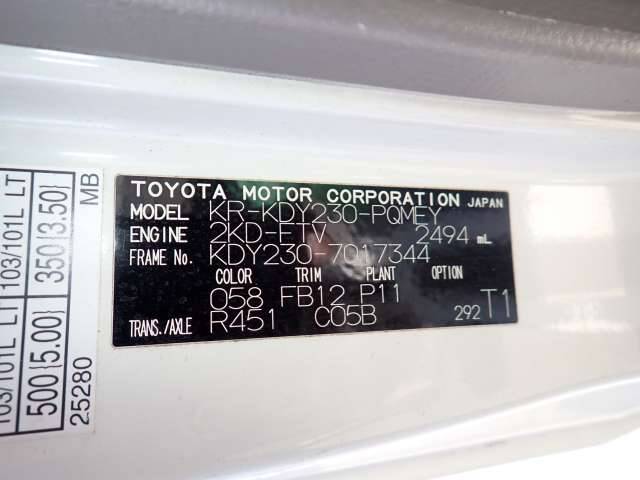 TOYOTA MOTOR CORPORATION JAPAN
MODEL KR-KDY230-PQMEY
ENGINE 2KD-FTV 2494 mL
FRAME No. KDY230-7017344
COLOR TRIM PLANT OPTION
058 FB12 P11
TRANS./AXLE R451 C05B 292 T1
103/101L LT 103/101L LT
500{5.00} 350{3.50}
25280 MB